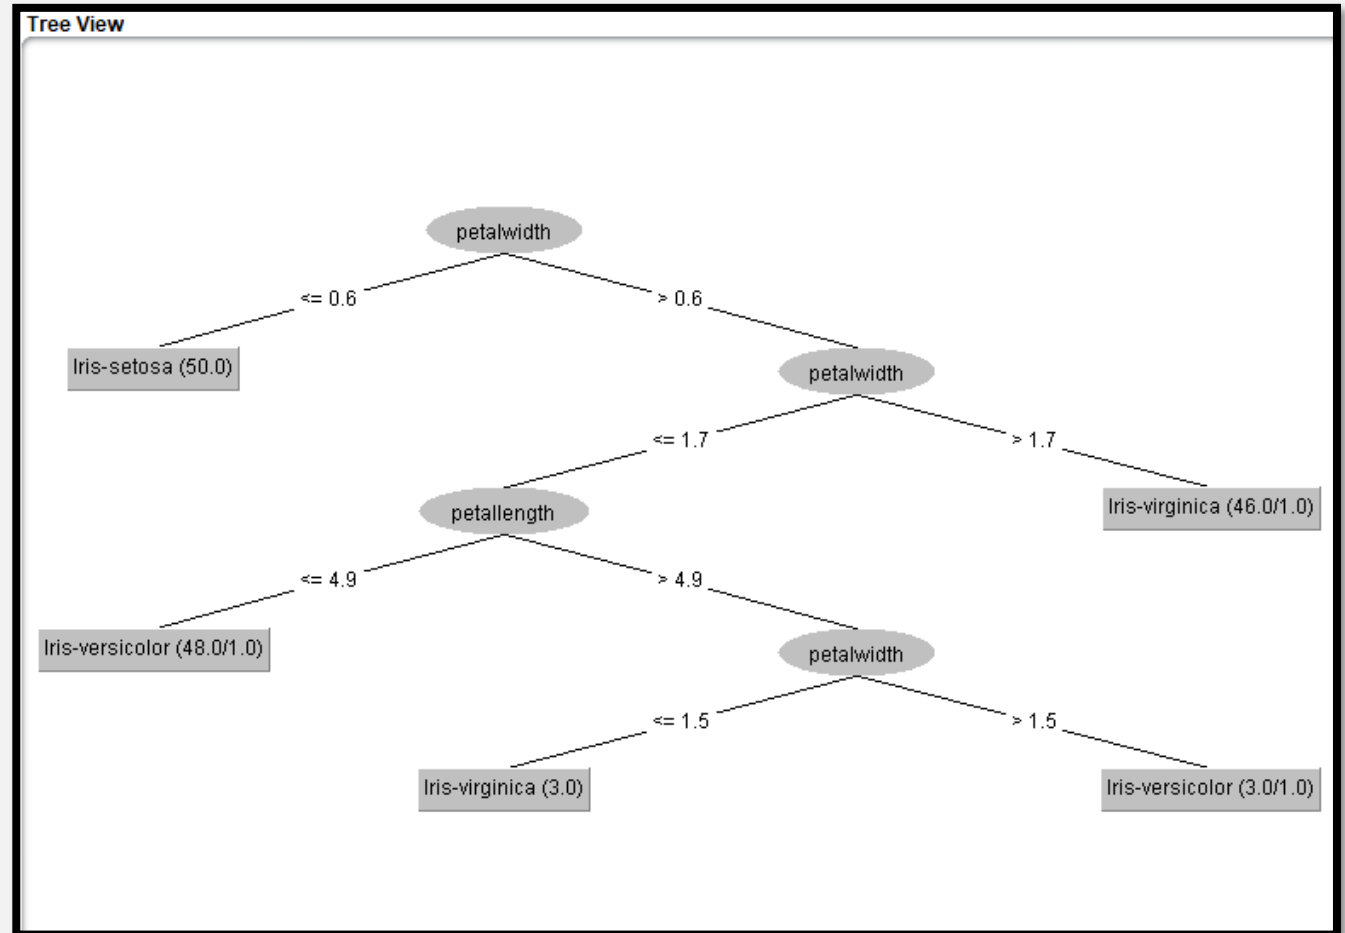 Tree View
petalwidth
<= 0.6
> 0.6
Iris-setosa (50.0)
petalwidth
<= 1.7
> 1.7
petallength
Iris-virginica (46.0/1.0)
<= 4.9
> 4.9
Iris-versicolor (48.0/1.0)
petalwidth
<= 1.5
> 1.5
Iris-virginica (3.0)
Iris-versicolor (3.0/1.0)